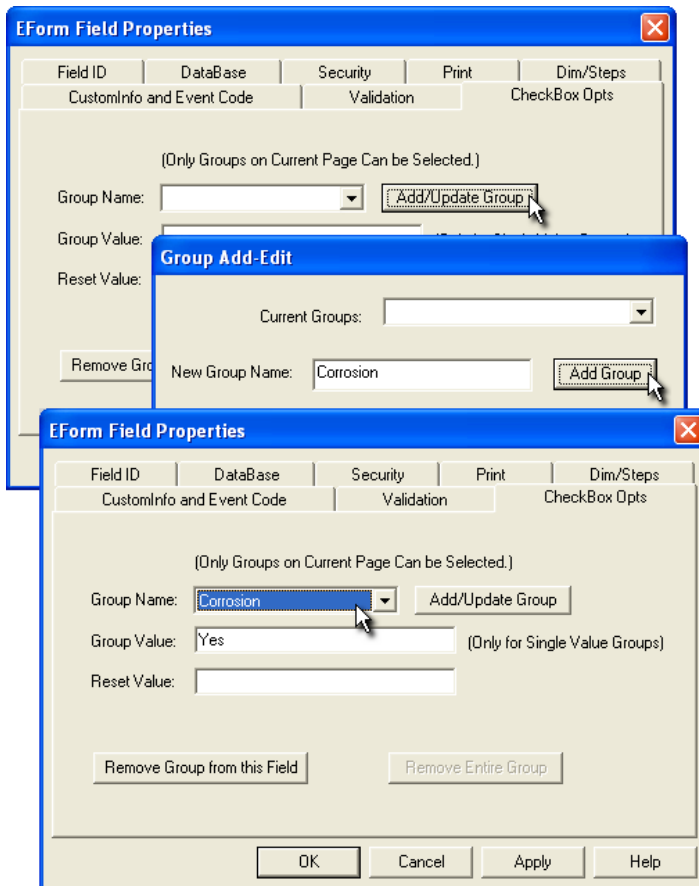 EForm Field Properties
Field ID DataBase Security Print Dim/Steps
CustomInfo and Event Code Validation CheckBox Opts
(Only Groups on Current Page Can be Selected.)
Group Name: Add/Update Group
Group Value:
Reset Value:
Remove
Group Add-Edit
Current Groups:
New Group Name: Corrosion Add Group
EForm Field Properties
Field ID DataBase Security Print Dim/Steps
CustomInfo and Event Code Validation CheckBox Opts
(Only Groups on Current Page Can be Selected.)
Group Name: Corrosion Add/Update Group
Group Value: Yes (Only for Single Value Groups)
Reset Value:
Remove Group from this Field Remove Entire Group
OK Cancel Apply Help